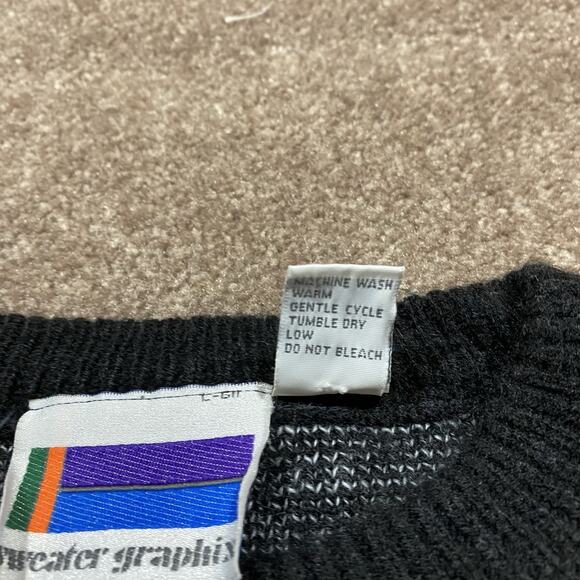 MACHINE WASH
WARM
GENTLE CYCLE
TUMBLE DRY
LOW
DO NOT BLEACH
sweater graphix